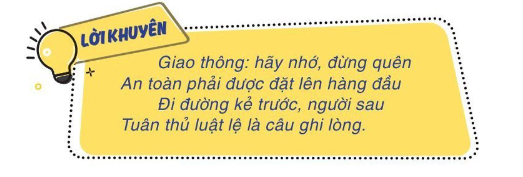 LỜI KHUYÊN
Giao thông: hãy nhớ, đừng quên
An toàn phải được đặt lên hàng đầu
Đi đường kẻ trước, người sau
Tuân thủ luật lệ là câu ghi lòng.